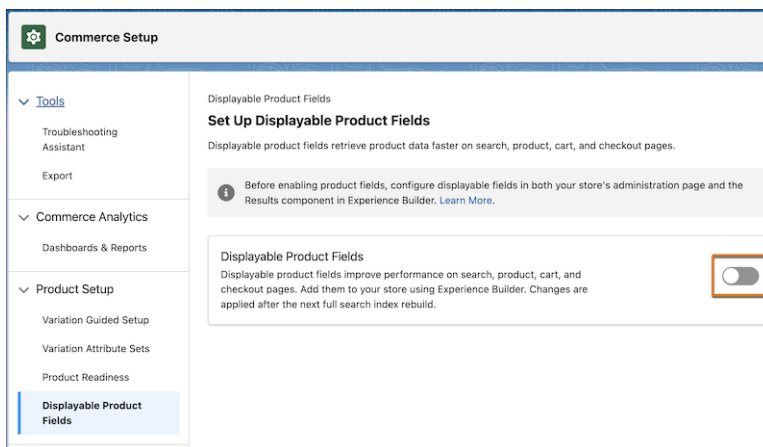 Commerce Setup
Tools
Troubleshooting
Assistant
Export
Commerce Analytics
Dashboards & Reports
Product Setup
Variation Guided Setup
Variation Attribute Sets
Product Readiness
Displayable Product
Fields
Displayable Product Fields
Set Up Displayable Product Fields
Displayable product fields retrieve product data faster on search, product, cart, and checkout pages.
Before enabling product fields, configure displayable fields in both your store's administration page and the
Results component in Experience Builder. Learn More.
Displayable Product Fields
Displayable product fields improve performance on search, product, cart, and
checkout pages. Add them to your store using Experience Builder. Changes are
applied after the next full search index rebuild.